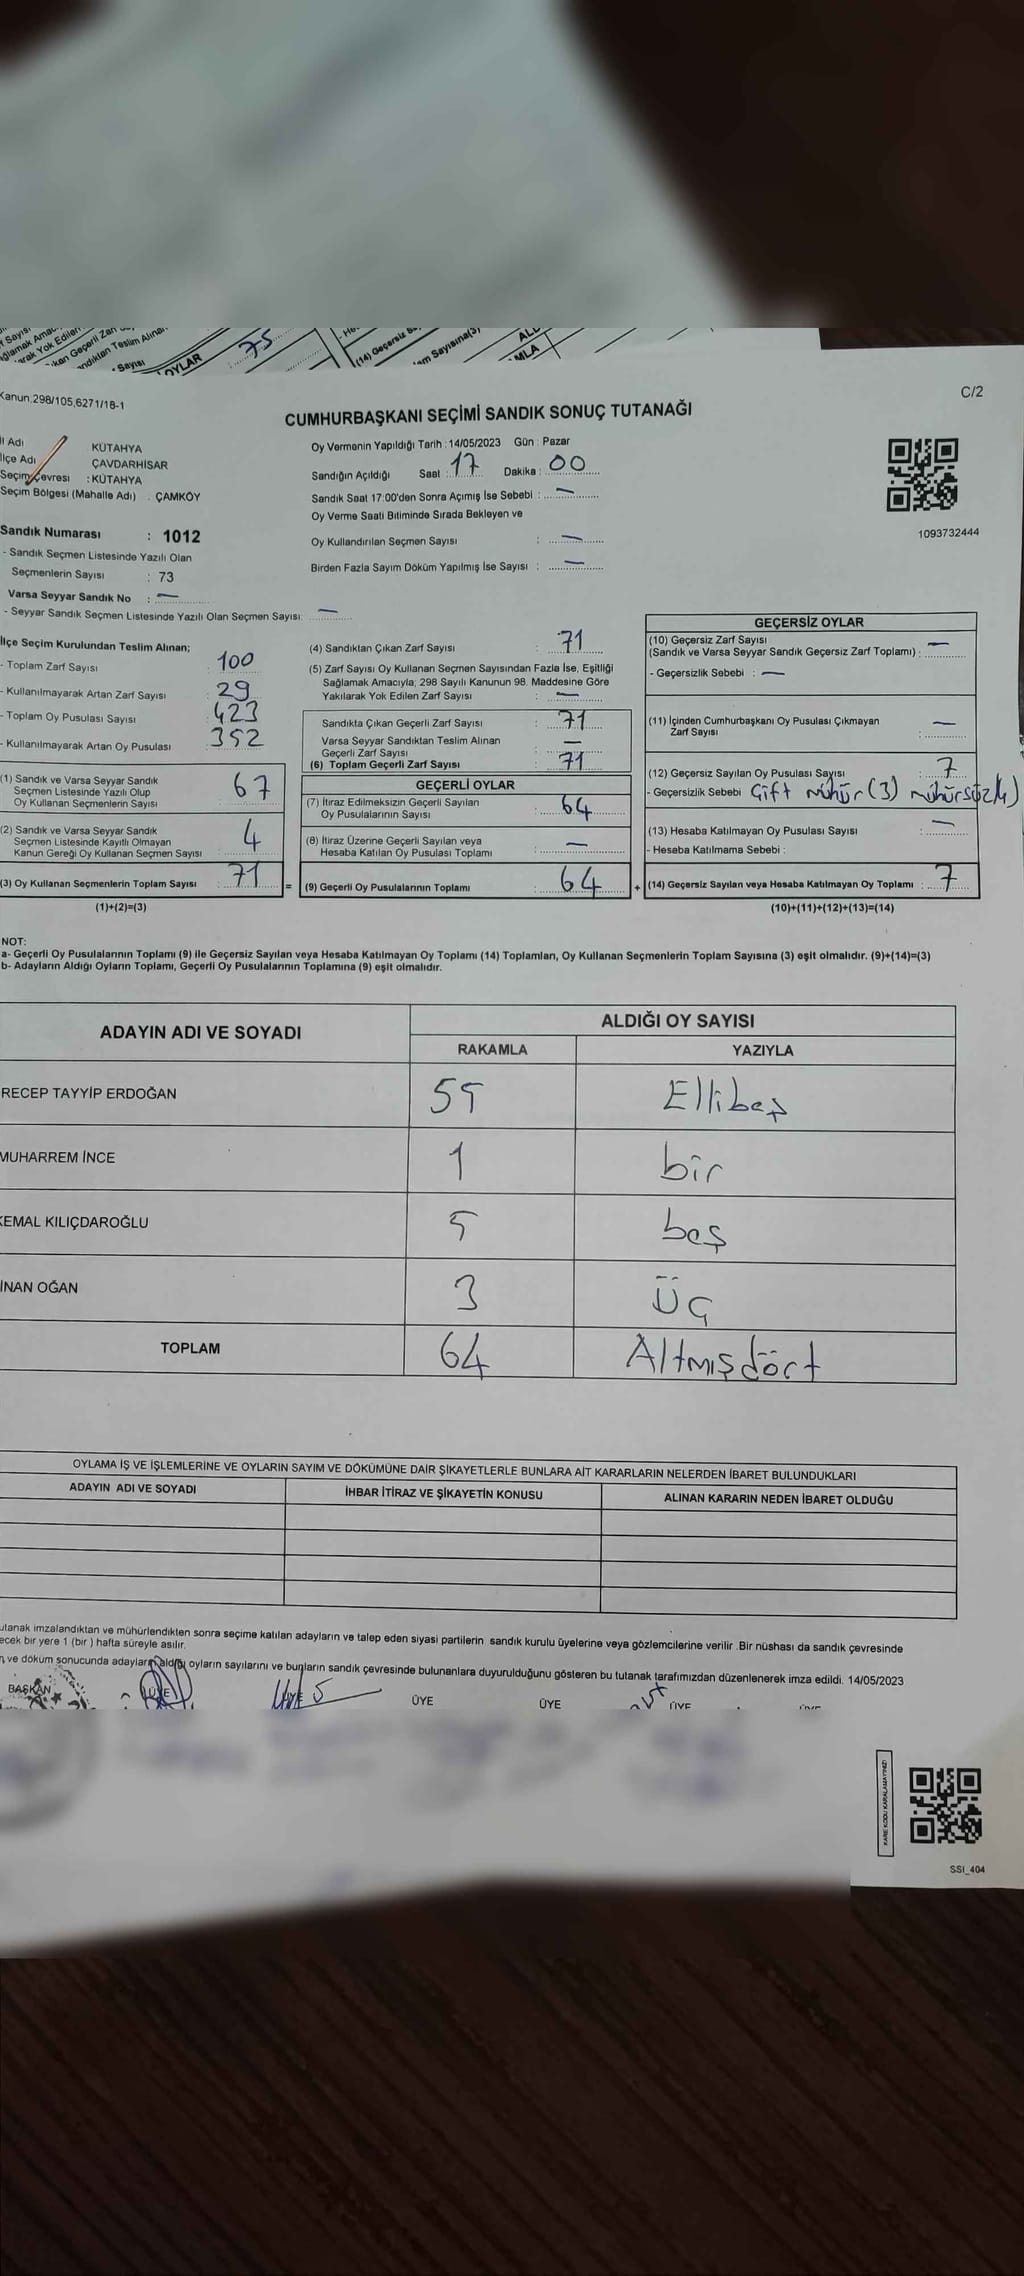 75
OYLAR
Kanun,298/105,6271/18-1
C/2
CUMHURBAŞKANI SEÇİMİ SANDIK SONUÇ TUTANAĞI
İl Adı KÜTAHYA
İlçe Adı ÇAVDARHİSAR
Seçim Çevresi : KÜTAHYA
Seçim Bölgesi (Mahalle Adı) : ÇAMKÖY
Oy Vermenin Yapıldığı Tarih : 14/05/2023 Gün : Pazar
Sandığın Açıldığı Saat : 17 Dakika : 00
Sandık Saat 17:00'den Sonra Açımış İse Sebebi : —
Oy Verme Saati Bitiminde Sırada Bekleyen ve
Oy Kullandırılan Seçmen Sayısı : —
Birden Fazla Sayım Döküm Yapılmış İse Sayısı : —
1093732444
Sandık Numarası : 1012
- Sandık Seçmen Listesinde Yazılı Olan
Seçmenlerin Sayısı : 73
Varsa Seyyar Sandık No : —
- Seyyar Sandık Seçmen Listesinde Yazılı Olan Seçmen Sayısı: —
İlçe Seçim Kurulundan Teslim Alınan;
- Toplam Zarf Sayısı : 100
- Kullanılmayarak Artan Zarf Sayısı : 29
- Toplam Oy Pusulası Sayısı : 423
- Kullanılmayarak Artan Oy Pusulası : 352
(1) Sandık ve Varsa Seyyar Sandık
Seçmen Listesinde Yazılı Olup
Oy Kullanan Seçmenlerin Sayısı : 67
(2) Sandık ve Varsa Seyyar Sandık
Seçmen Listesinde Kayıtlı Olmayan
Kanun Gereği Oy Kullanan Seçmen Sayısı : 4
(3) Oy Kullanan Seçmenlerin Toplam Sayısı : 71
(1)+(2)=(3)
(4) Sandıktan Çıkan Zarf Sayısı : 71
(5) Zarf Sayısı Oy Kullanan Seçmen Sayısından Fazla İse, Eşitliği
Sağlamak Amacıyla; 298 Sayılı Kanunun 98. Maddesine Göre
Yakılarak Yok Edilen Zarf Sayısı : —
Sandıkta Çıkan Geçerli Zarf Sayısı : 71
Varsa Seyyar Sandıktan Teslim Alınan
Geçerli Zarf Sayısı : —
(6) Toplam Geçerli Zarf Sayısı : 71
GEÇERLİ OYLAR
(7) İtiraz Edilmeksizin Geçerli Sayılan
Oy Pusulalarının Sayısı : 64
(8) İtiraz Üzerine Geçerli Sayılan veya
Hesaba Katılan Oy Pusulası Toplamı : —
= (9) Geçerli Oy Pusulalarının Toplamı : 64
GEÇERSİZ OYLAR
(10) Geçersiz Zarf Sayısı
(Sandık ve Varsa Seyyar Sandık Geçersiz Zarf Toplamı) : —
- Geçersizlik Sebebi : —
(11) İçinden Cumhurbaşkanı Oy Pusulası Çıkmayan
Zarf Sayısı : —
(12) Geçersiz Sayılan Oy Pusulası Sayısı : 7
- Geçersizlik Sebebi Çift mühür (3) mühürsüz(4)
(13) Hesaba Katılmayan Oy Pusulası Sayısı : —
- Hesaba Katılmama Sebebi :
+ (14) Geçersiz Sayılan veya Hesaba Katılmayan Oy Toplamı : 7
(10)+(11)+(12)+(13)=(14)
NOT:
a- Geçerli Oy Pusulalarının Toplamı (9) ile Geçersiz Sayılan veya Hesaba Katılmayan Oy Toplamı (14) Toplamları, Oy Kullanan Seçmenlerin Toplam Sayısına (3) eşit olmalıdır. (9)+(14)=(3)
b- Adayların Aldığı Oyların Toplamı, Geçerli Oy Pusulalarının Toplamına (9) eşit olmalıdır.
ADAYIN ADI VE SOYADI ALDIĞI OY SAYISI
RAKAMLA YAZIYLA
RECEP TAYYİP ERDOĞAN 55 Ellibeş
MUHARREM İNCE 1 bir
KEMAL KILIÇDAROĞLU 5 beş
İNAN OĞAN 3 Üç
TOPLAM 64 Altmışdört
OYLAMA İŞ VE İŞLEMLERİNE VE OYLARIN SAYIM VE DÖKÜMÜNE DAİR ŞİKAYETLERLE BUNLARA AİT KARARLARIN NELERDEN İBARET BULUNDUKLARI
ADAYIN ADI VE SOYADI İHBAR İTİRAZ VE ŞİKAYETİN KONUSU ALINAN KARARIN NEDEN İBARET OLDUĞU
utanak imzalandıktan ve mühürlendikten sonra seçime katılan adayların ve talep eden siyasi partilerin sandık kurulu üyelerine veya gözlemcilerine verilir .Bir nüshası da sandık çevresinde
ecek bir yere 1 (bir ) hafta süreyle asılır.
ve döküm sonucunda adayların aldığı oyların sayılarını ve bunların sandık çevresinde bulunanlara duyurulduğunu gösteren bu tutanak tarafımızdan düzenlenerek imza edildi. 14/05/2023
BAŞKAN ÜYE ÜYE ÜYE ÜYE ÜYE
KARE KODU KARALAMAYINIZ!
SSI_404